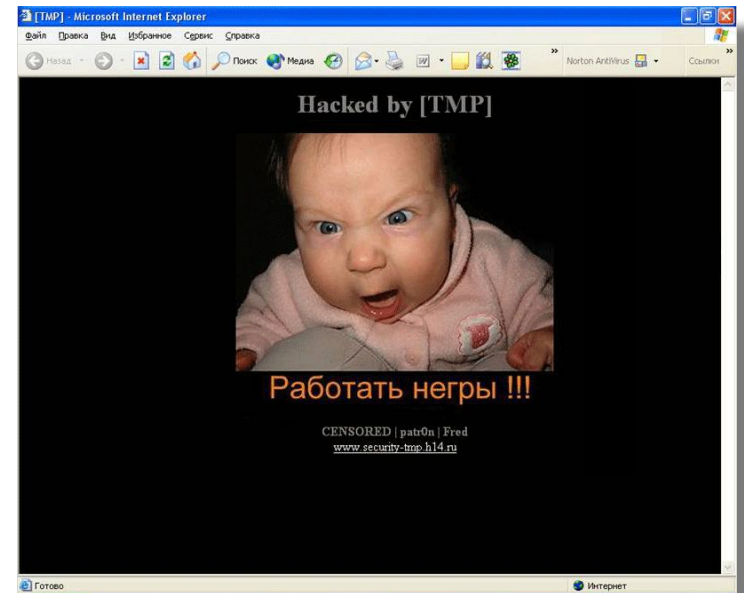 [TMP] - Microsoft Internet Explorer
Файл Правка Вид Избранное Сервис Справка
Назад Поиск Медиа W Norton AntiVirus Ссылки
Hacked by [TMP]
Работать негры !!!
CENSORED | patr0n | Fred
www.security-tmp.h14.ru
Готово Интернет